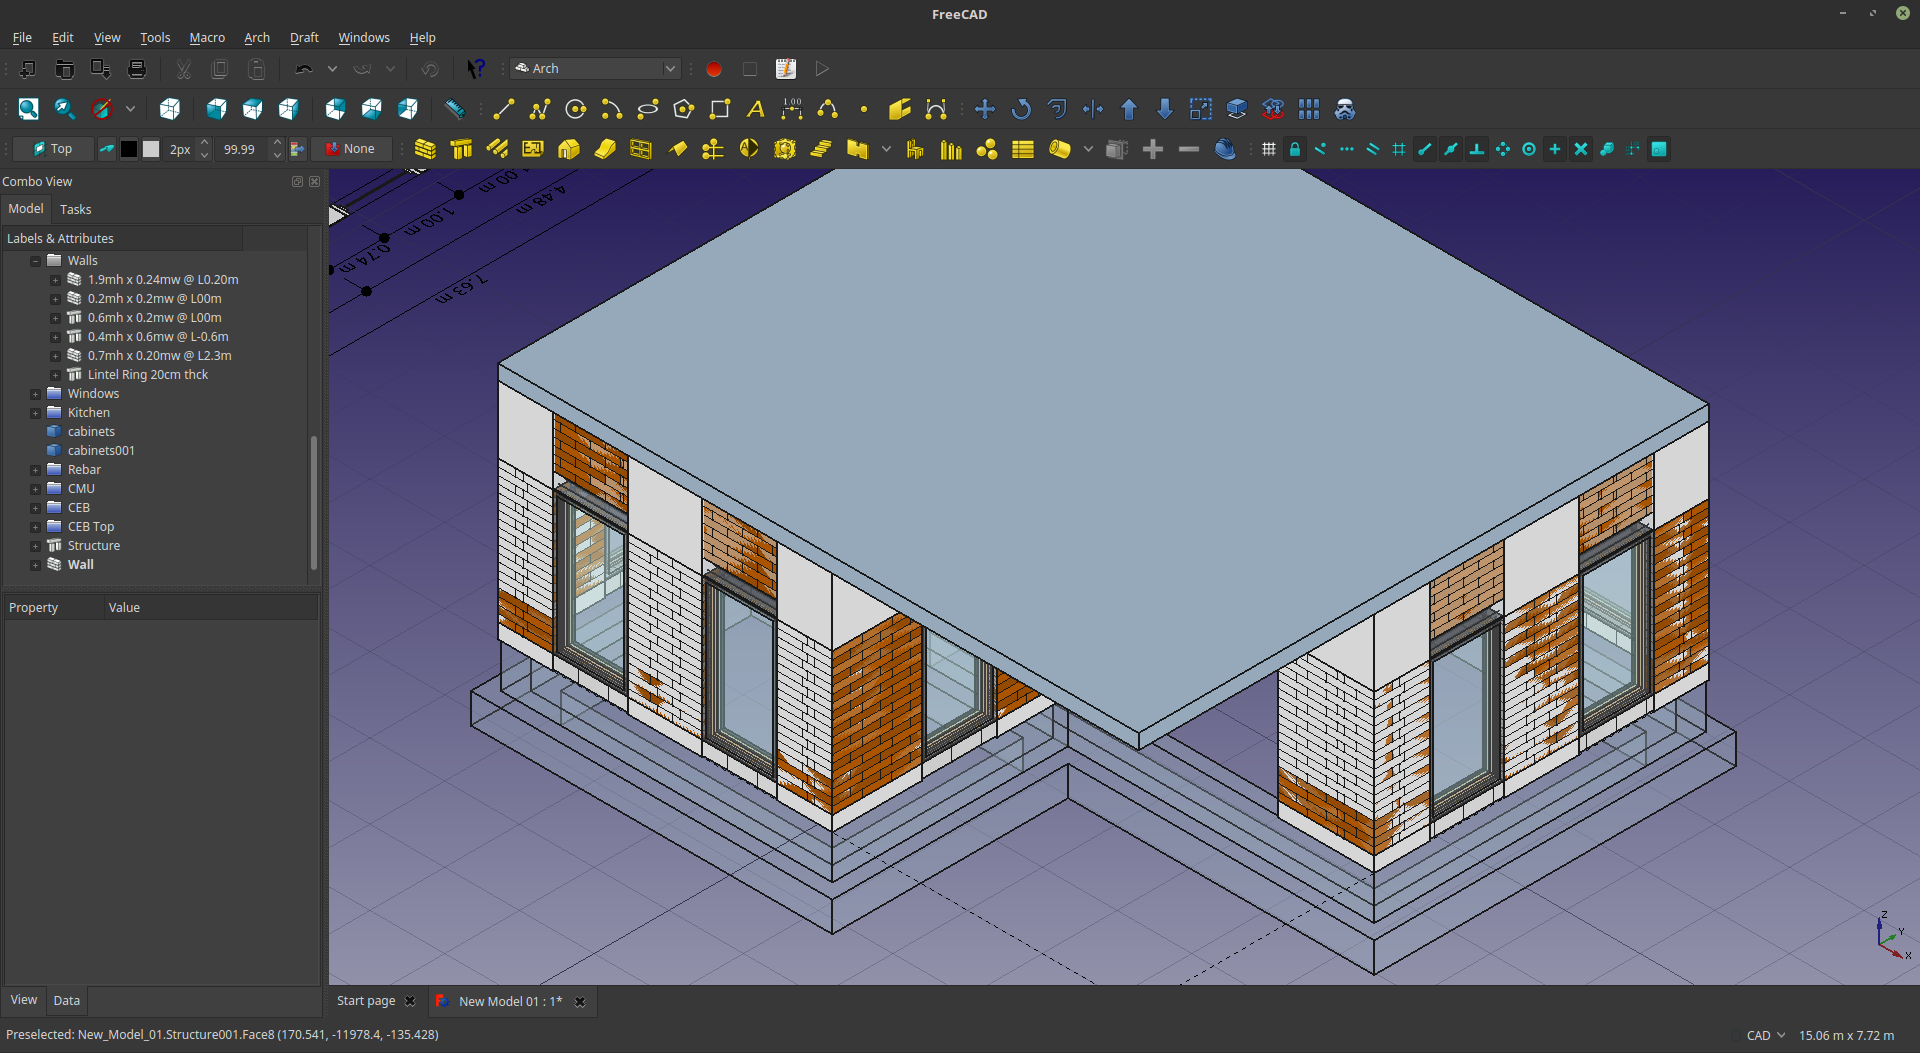 FreeCAD
File Edit View Tools Macro Arch Draft Windows Help
Arch
A 1.00
Top 2px 99.99 None
Combo View
Model Tasks
Labels & Attributes
Walls
1.9mh x 0.24mw @ L0.20m
0.2mh x 0.2mw @ L00m
0.6mh x 0.2mw @ L00m
0.4mh x 0.6mw @ L-0.6m
0.7mh x 0.20mw @ L2.3m
Lintel Ring 20cm thck
Windows
Kitchen
cabinets
cabinets001
Rebar
CMU
CEB
CEB Top
Structure
Wall
Property Value
1.00 m
4.48 m
1.00 m
0.74 m
7.63 m
Z
Y
X
View Data
Start page New Model 01 : 1*
Preselected: New_Model_01.Structure001.Face8 (170.541, -11978.4, -135.428)
CAD 15.06 m x 7.72 m